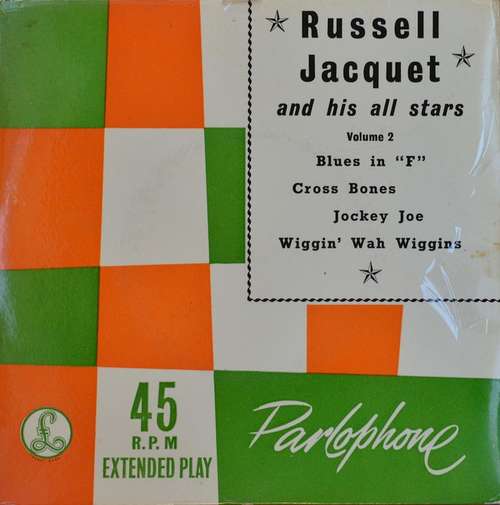 Russell
Jacquet
and his all stars
Volume 2
Blues in “F”
Cross Bones
Jockey Joe
Wiggin’ Wah Wiggins
45
R.P.M
EXTENDED PLAY
£
Parlophone